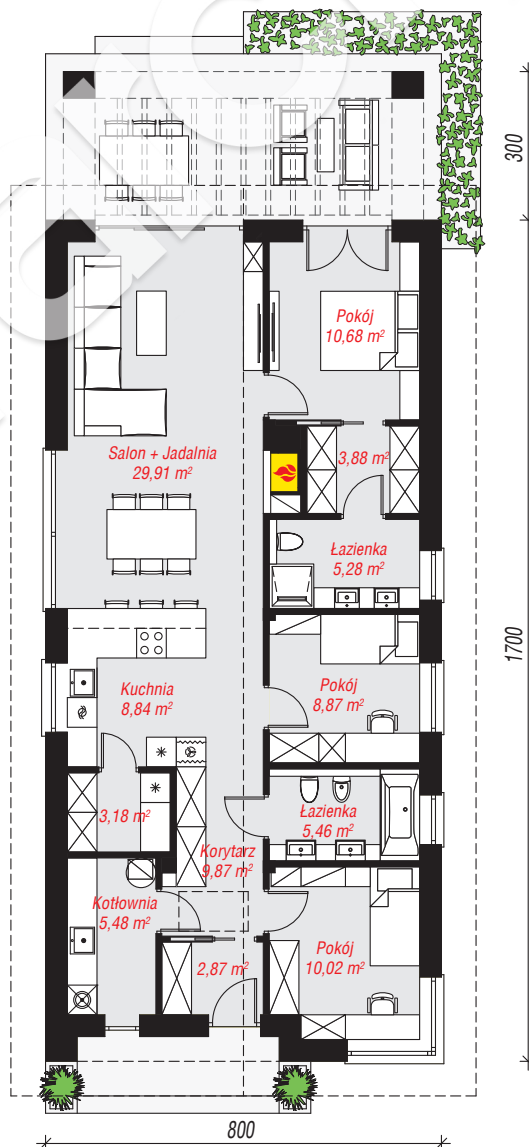 300
Pokój
10,68 m²
Salon + Jadalnia
29,91 m²
3,88 m²
Łazienka
5,28 m²
1700
Kuchnia
8,84 m²
Pokój
8,87 m²
3,18 m²
Łazienka
5,46 m²
Korytarz
9,87 m²
Kotłownia
5,48 m²
Pokój
10,02 m²
2,87 m²
800